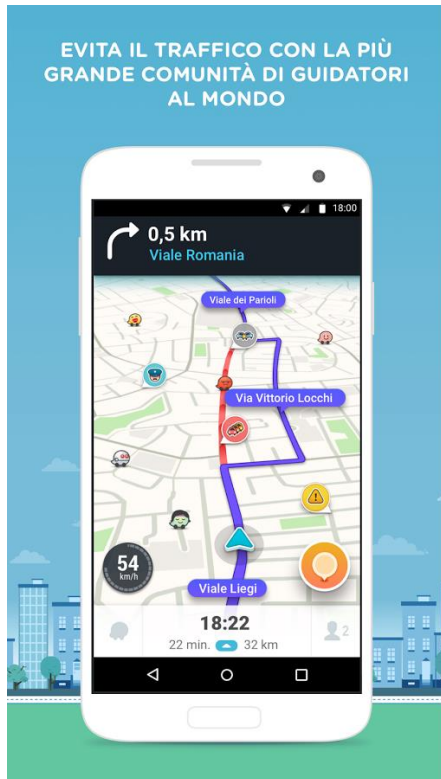 EVITA IL TRAFFICO CON LA PIÙ
GRANDE COMUNITÀ DI GUIDATORI
AL MONDO
18:00
0,5 km
Viale Romania
Viale dei Parioli
Via Vittorio Locchi
54
km/h
Viale Liegi
18:22
22 min. 32 km
2